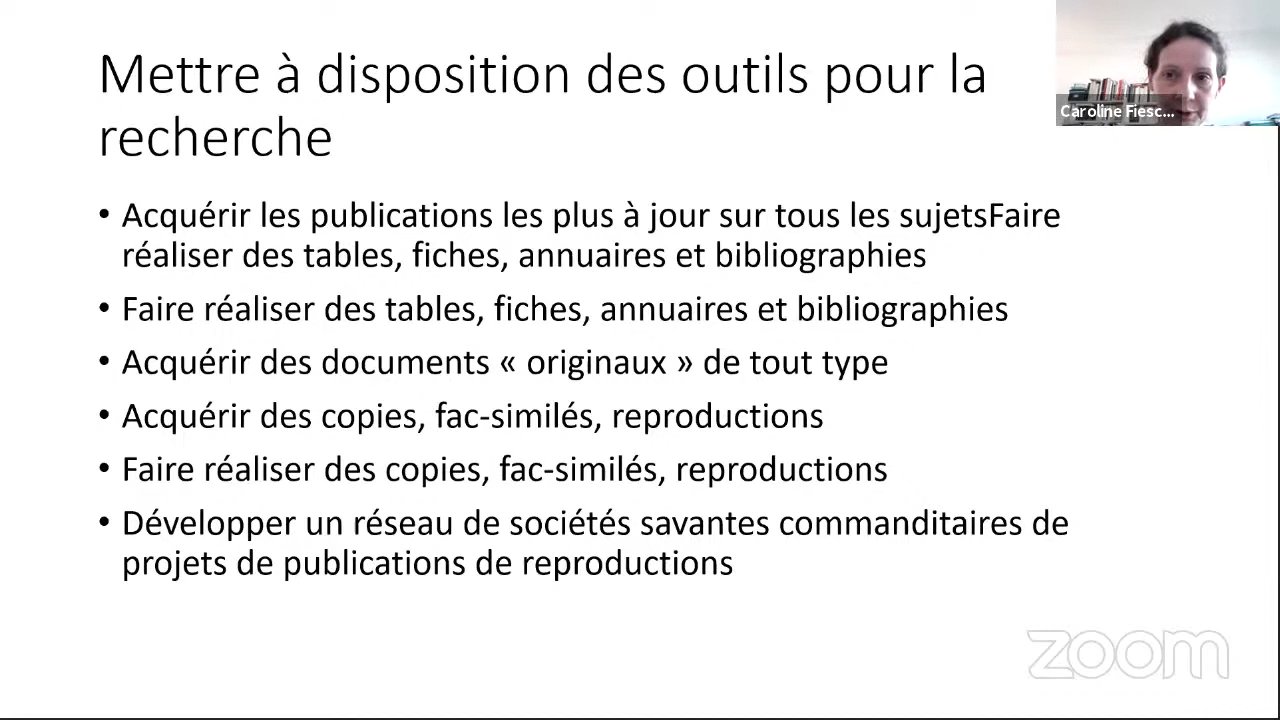 Mettre à disposition des outils pour la
recherche
Caroline Fiesc...
• Acquérir les publications les plus à jour sur tous les sujetsFaire
réaliser des tables, fiches, annuaires et bibliographies
• Faire réaliser des tables, fiches, annuaires et bibliographies
• Acquérir des documents « originaux » de tout type
• Acquérir des copies, fac-similés, reproductions
• Faire réaliser des copies, fac-similés, reproductions
• Développer un réseau de sociétés savantes commanditaires de
projets de publications de reproductions
zoom